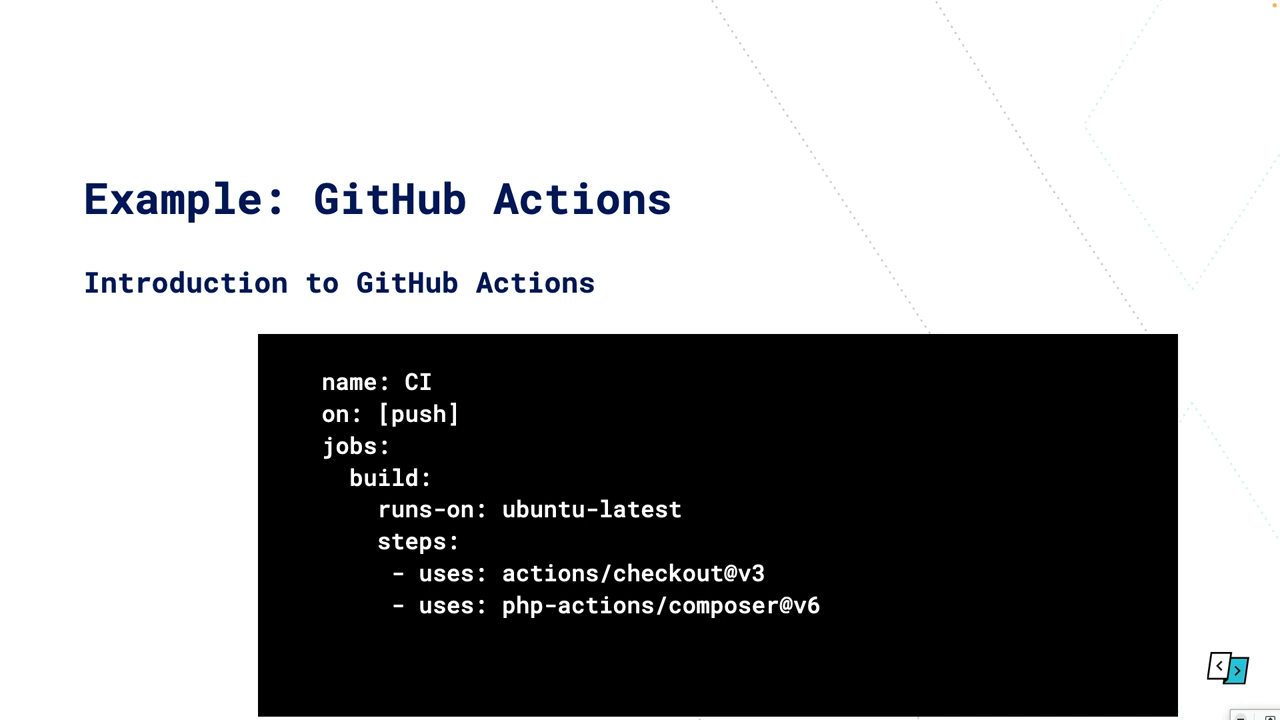 Example: GitHub Actions
Introduction to GitHub Actions
name: CI
on: [push]
jobs:
  build:
    runs-on: ubuntu-latest
    steps:
     - uses: actions/checkout@v3
     - uses: php-actions/composer@v6